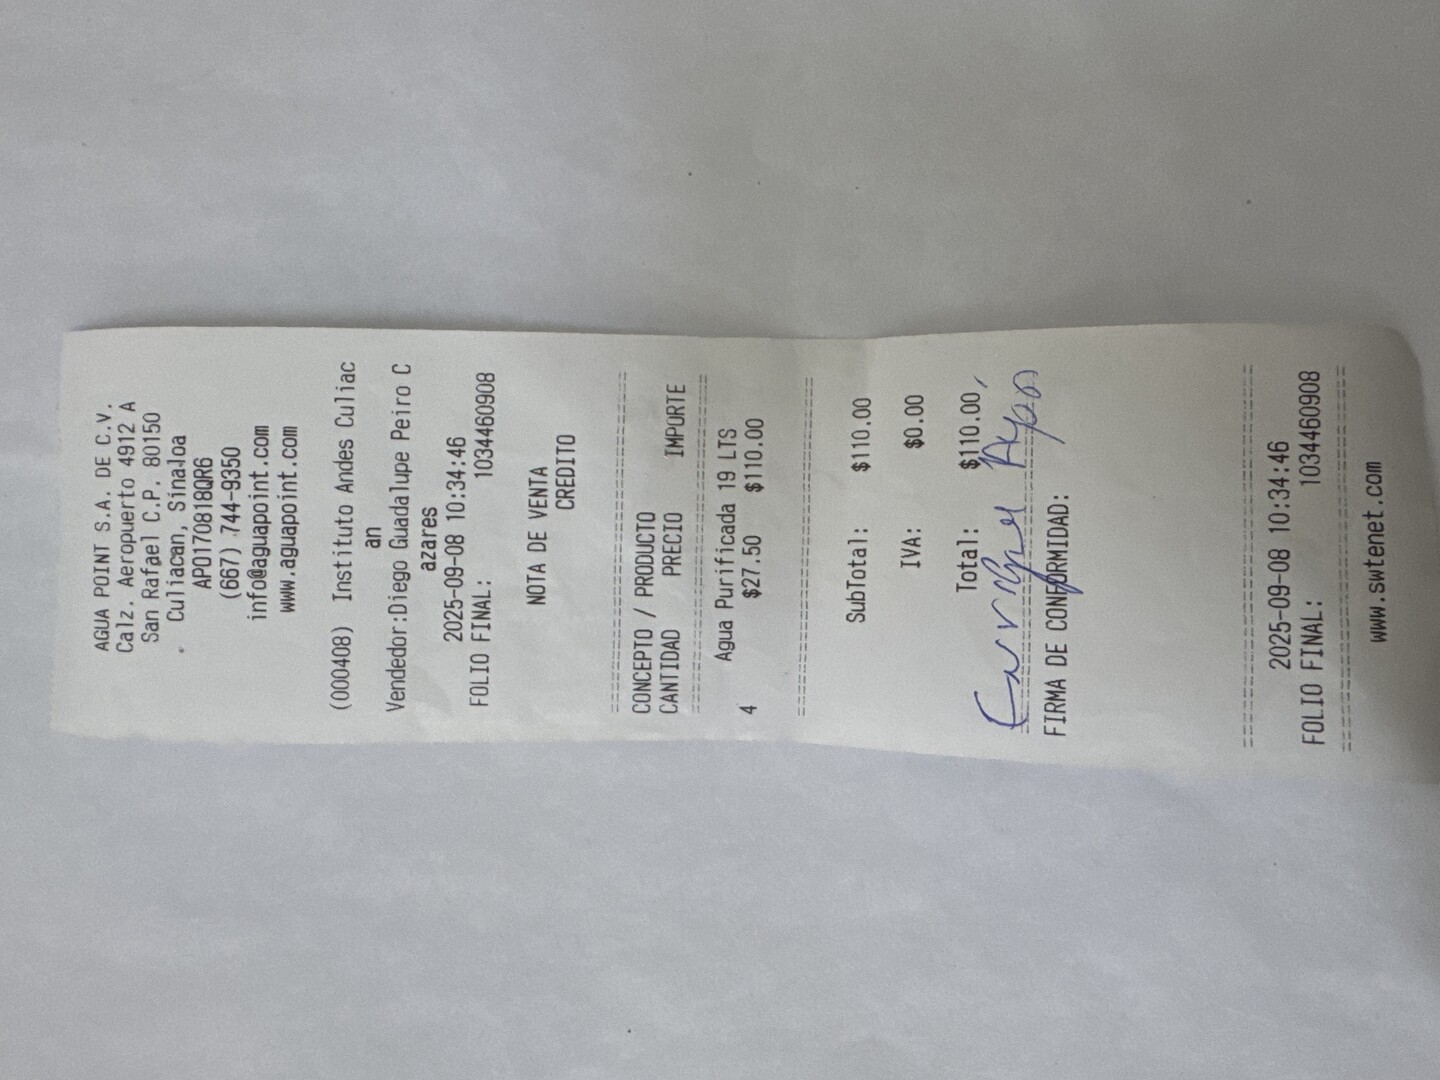 AGUA POINT S.A. DE C.V.
Calz. Aeropuerto 4912 A
San Rafael C.P. 80150
Culiacan, Sinaloa
APO170818QR6
(667) 744-9350
info@aguapoint.com
www.aguapoint.com
(000408) Instituto Andes Culiac
an
Vendedor:Diego Guadalupe Peiro C
azares
2025-09-08 10:34:46
FOLIO FINAL: 1034460908
NOTA DE VENTA
CREDITO
================================
CONCEPTO / PRODUCTO
CANTIDAD PRECIO IMPORTE
================================
Agua Purificada 19 LTS
4 $27.50 $110.00
================================
SubTotal: $110.00
IVA: $0.00
Total: $110.00
================================
FIRMA DE CONFORMIDAD:
================================
2025-09-08 10:34:46
FOLIO FINAL: 1034460908
================================
www.swtenet.com